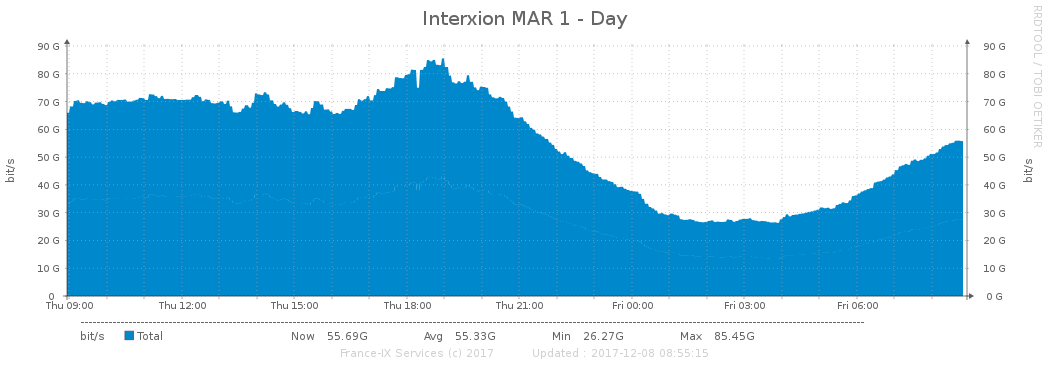 Interxion MAR 1 - Day
RRDTOOL / TOBI OETIKER
90 G 90 G
80 G 80 G
70 G 70 G
60 G 60 G
50 G 50 G
40 G 40 G
30 G 30 G
20 G 20 G
10 G 10 G
0 0 G
bit/s bit/s
Thu 09:00 Thu 12:00 Thu 15:00 Thu 18:00 Thu 21:00 Fri 00:00 Fri 03:00 Fri 06:00
bit/s Total Now 55.69G Avg 55.33G Min 26.27G Max 85.45G
France-IX Services (c) 2017 Updated : 2017-12-08 08:55:15